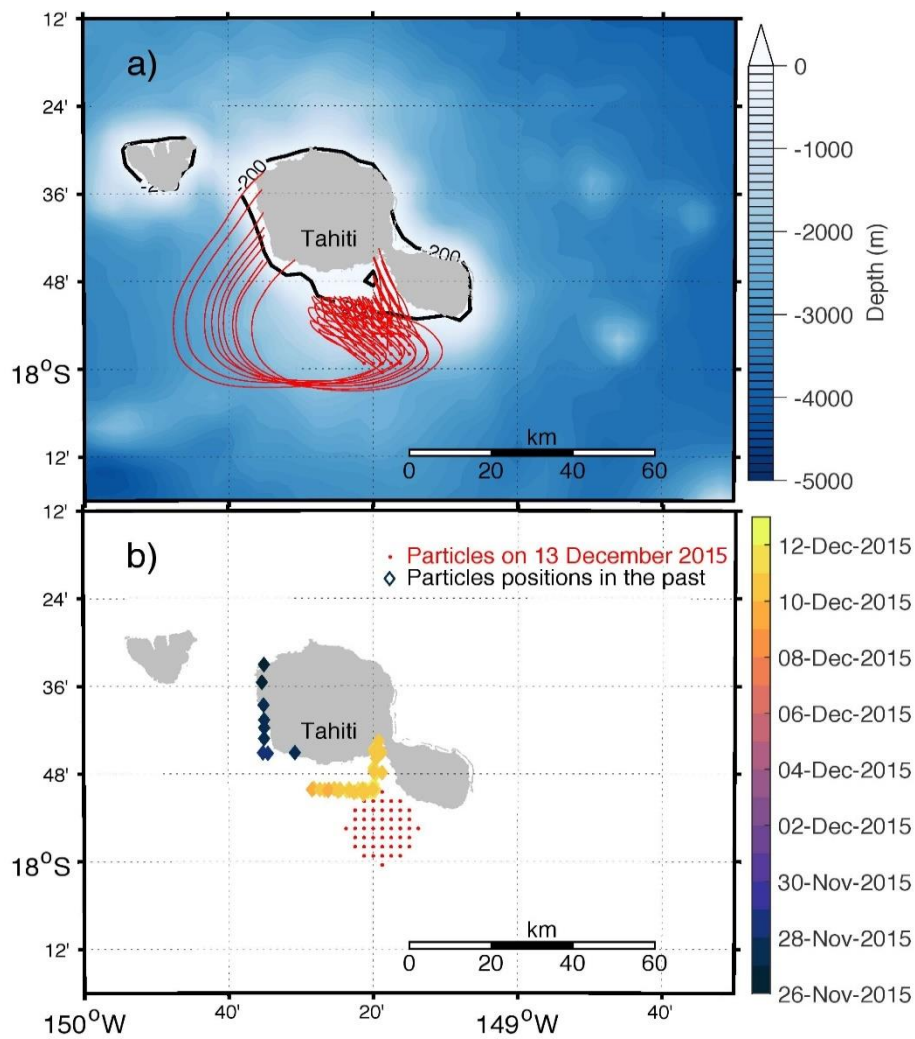 a)
12'
24'
36'
48'
18°S
12'
-200
-200
-200
Tahiti
km
0 20 40 60
0
-1000
-2000
-3000
-4000
-5000
Depth (m)
b)
12'
24'
36'
48'
18°S
12'
Particles on 13 December 2015
Particles positions in the past
Tahiti
km
0 20 40 60
12-Dec-2015
10-Dec-2015
08-Dec-2015
06-Dec-2015
04-Dec-2015
02-Dec-2015
30-Nov-2015
28-Nov-2015
26-Nov-2015
150°W 40' 20' 149°W 40'